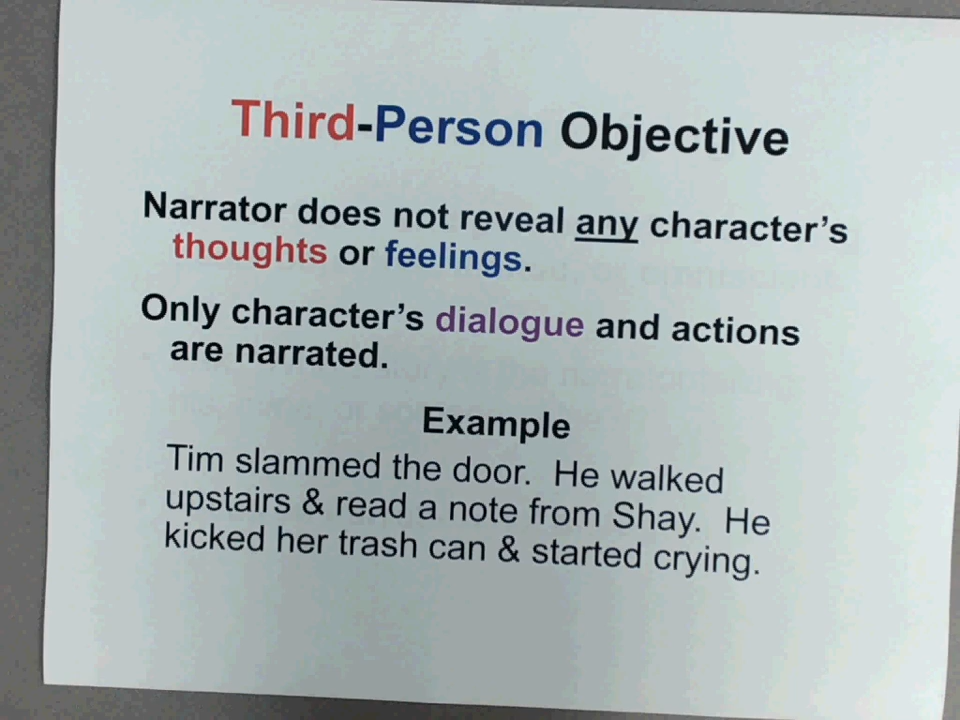 Third-Person Objective
Narrator does not reveal any character's
thoughts or feelings.
Only character's dialogue and actions
are narrated.
Example
Tim slammed the door.  He walked
upstairs & read a note from Shay.  He
kicked her trash can & started crying.